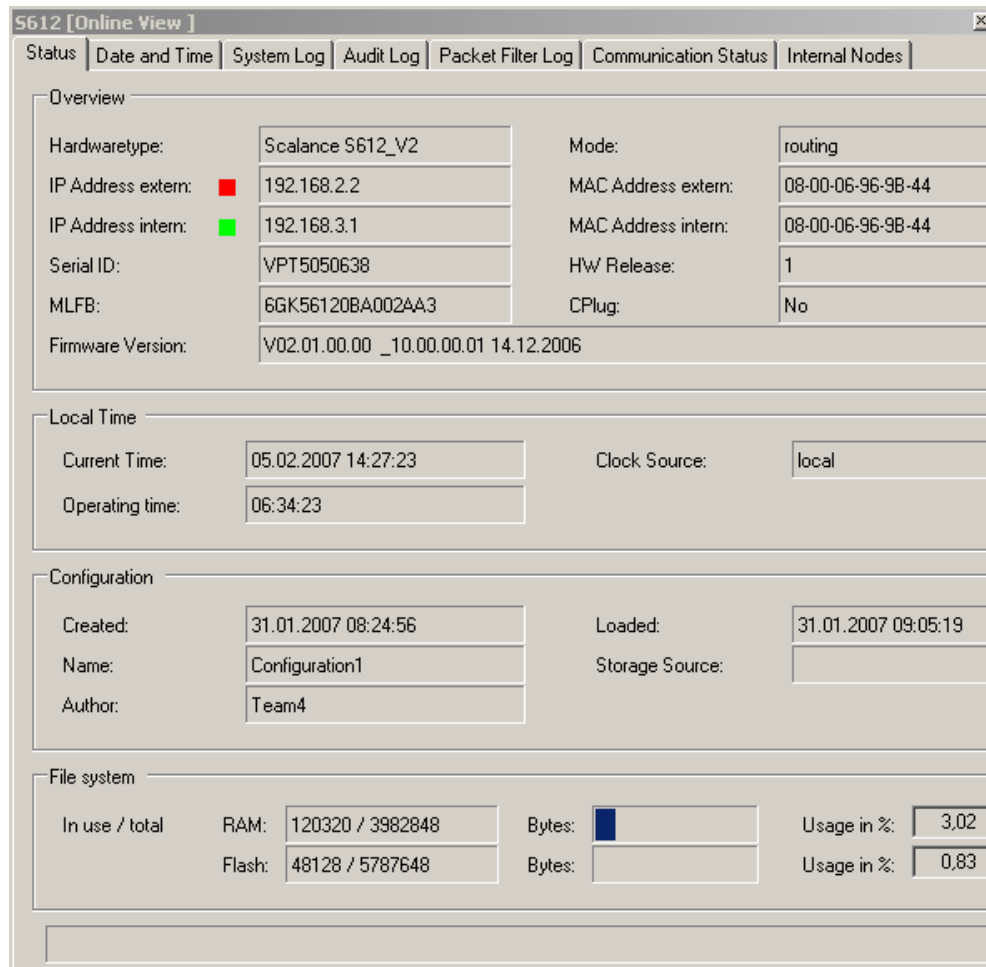 S612 [Online View ]
Status Date and Time System Log Audit Log Packet Filter Log Communication Status Internal Nodes
Overview
Hardwaretype: Scalance S612_V2 Mode: routing
IP Address extern: 192.168.2.2 MAC Address extern: 08-00-06-96-9B-44
IP Address intern: 192.168.3.1 MAC Address intern: 08-00-06-96-9B-44
Serial ID: VPT5050638 HW Release: 1
MLFB: 6GK56120BA002AA3 CPlug: No
Firmware Version: V02.01.00.00 _10.00.00.01 14.12.2006
Local Time
Current Time: 05.02.2007 14:27:23 Clock Source: local
Operating time: 06:34:23
Configuration
Created: 31.01.2007 08:24:56 Loaded: 31.01.2007 09:05:19
Name: Configuration1 Storage Source:
Author: Team4
File system
In use / total RAM: 120320 / 3982848 Bytes: Usage in %: 3,02
Flash: 48128 / 5787648 Bytes: Usage in %: 0,83